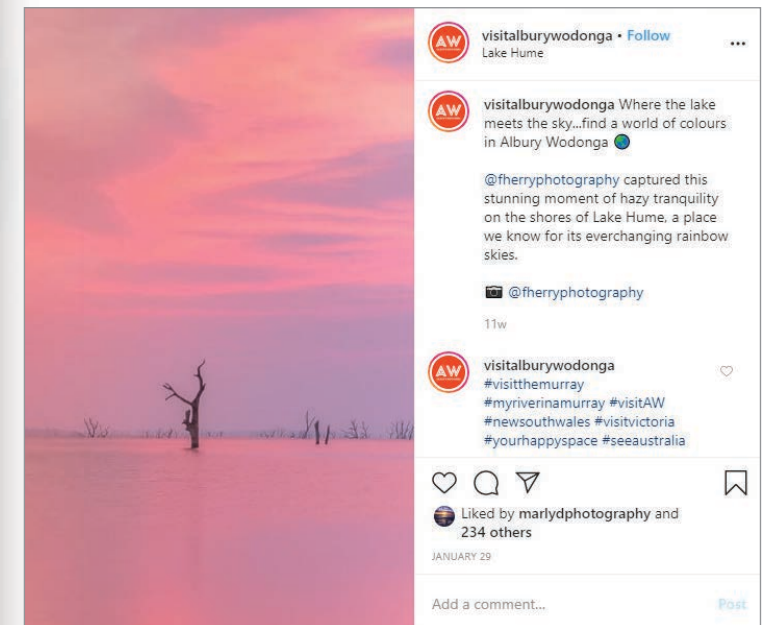 AW
visitalburywodonga • Follow
Lake Hume
AW
visitalburywodonga Where the lake
meets the sky...find a world of colours
in Albury Wodonga 🌏
@fherryphotography captured this
stunning moment of hazy tranquility
on the shores of Lake Hume, a place
we know for its everchanging rainbow
skies.
📷 @fherryphotography
11w
AW
visitalburywodonga
#visitthemurray
#myriverinamurray #visitAW
#newsouthwales #visitvictoria
#yourhappyspace #seeaustralia
Liked by marlydphotography and
234 others
JANUARY 29
Add a comment...
Post